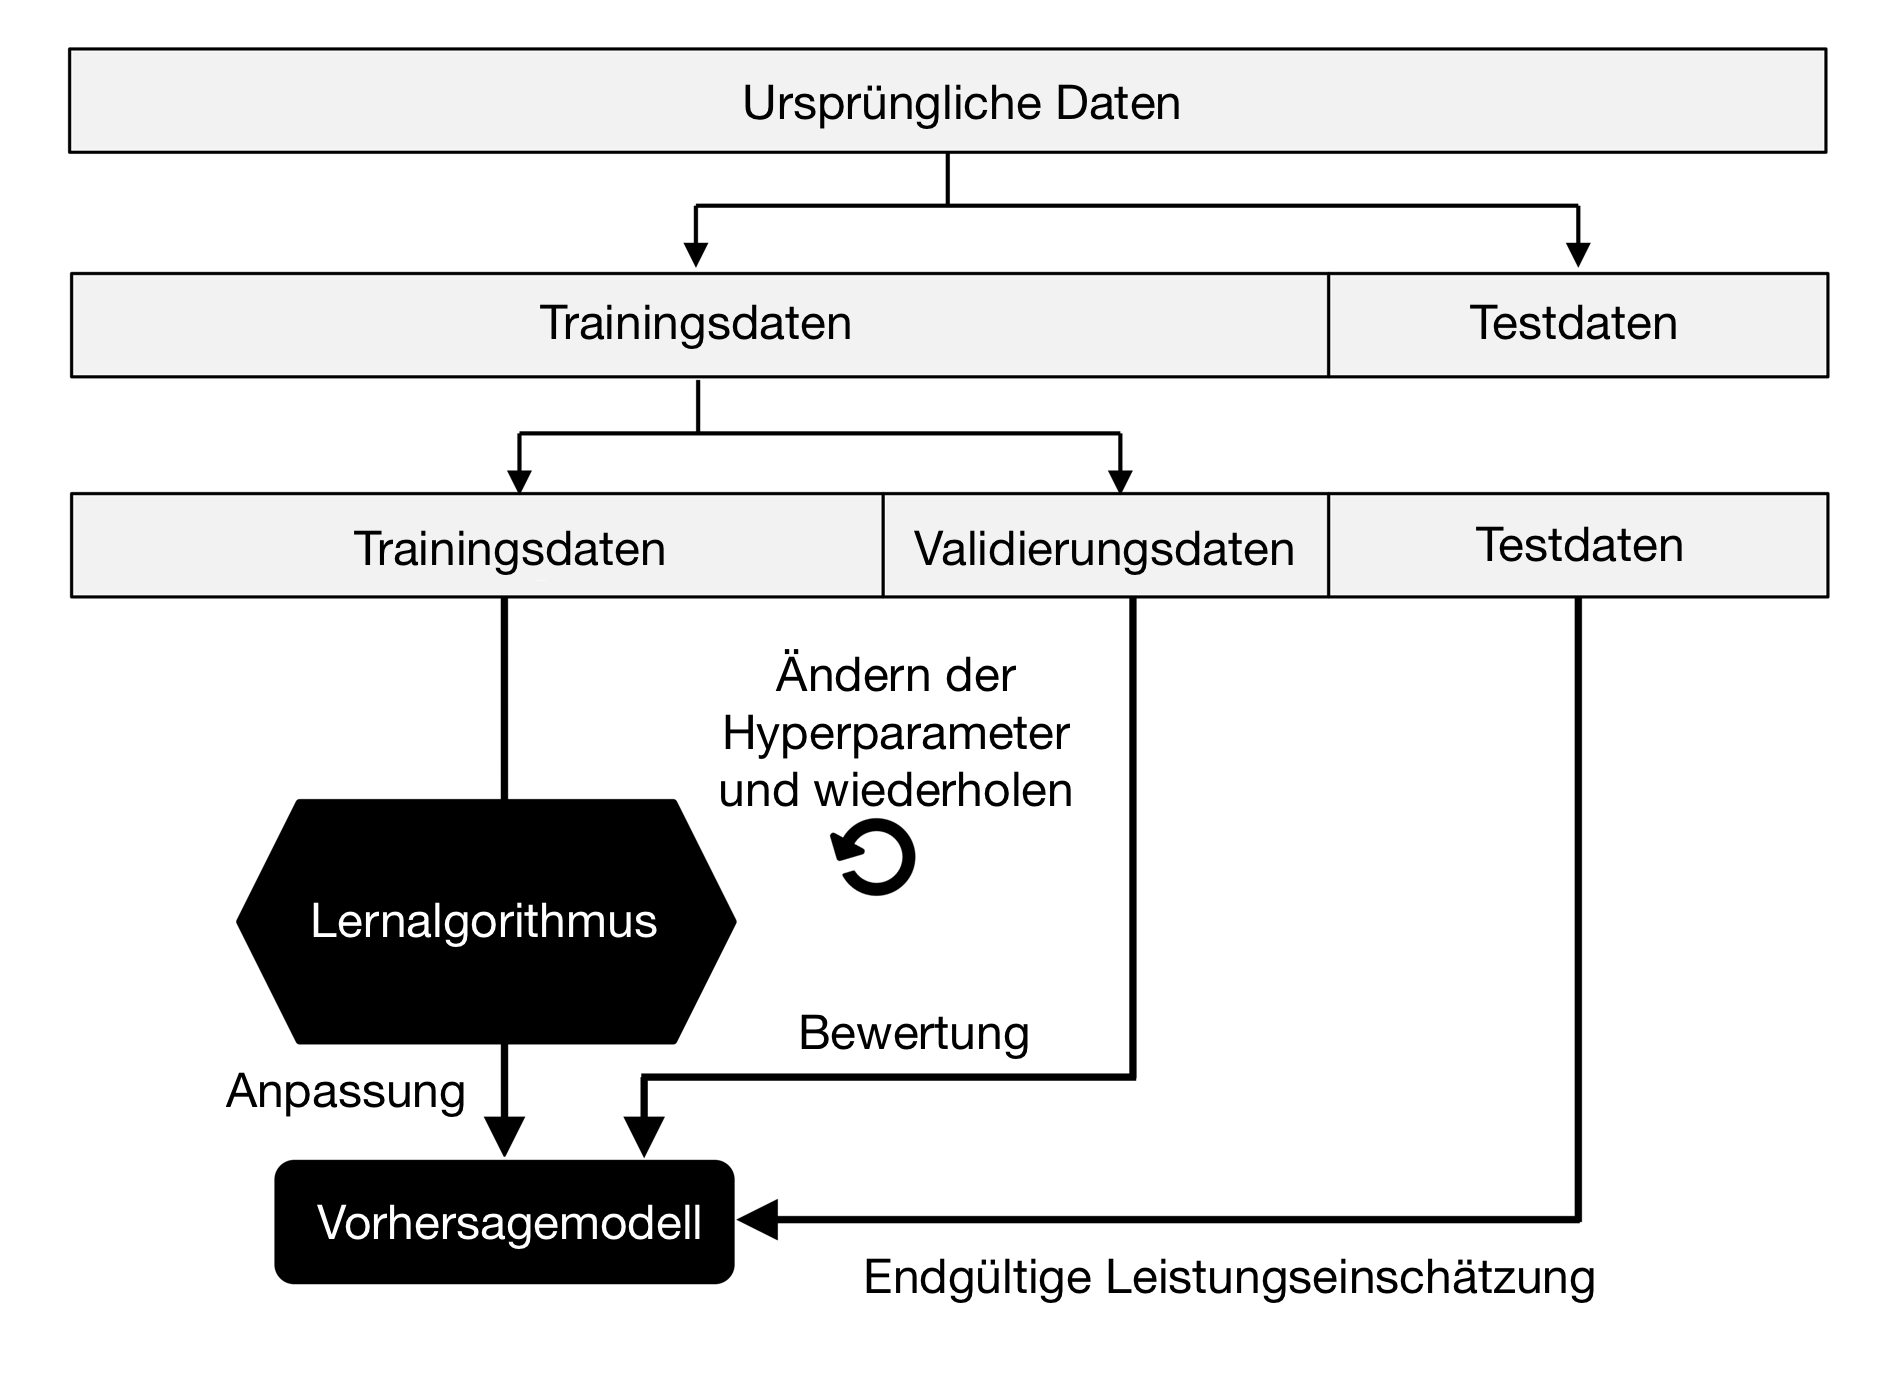 Ursprüngliche Daten
Trainingsdaten
Testdaten
Trainingsdaten
Validierungsdaten
Testdaten
Ändern der
Hyperparameter
und wiederholen
Lernalgorithmus
Bewertung
Anpassung
Vorhersagemodell
Endgültige Leistungseinschätzung